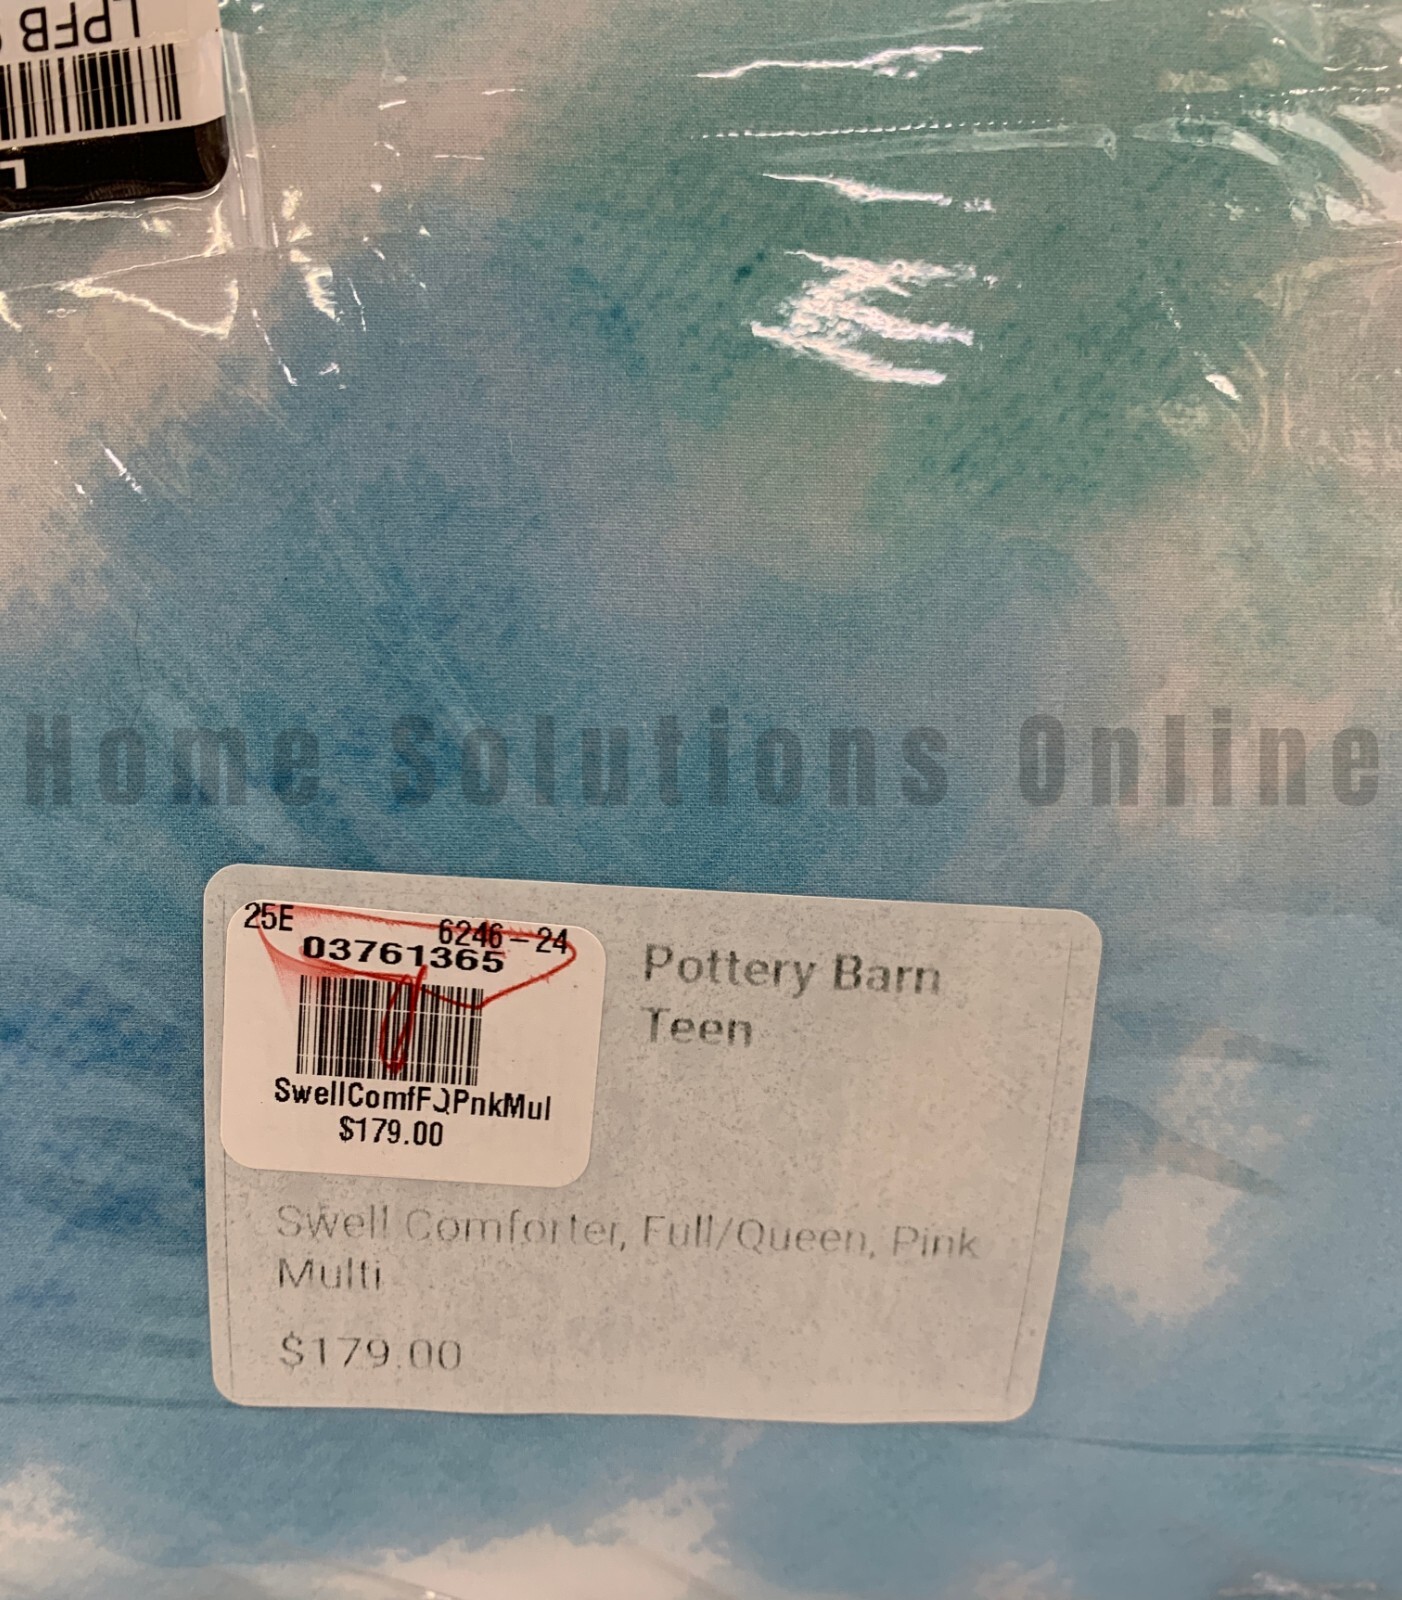 LPFB
Home Solutions Online
25E 6246-24
03761365
SwellComfFQPnkMul
$179.00
Pottery Barn
Teen
Swell Comforter, Full/Queen, Pink
Multi
$179.00